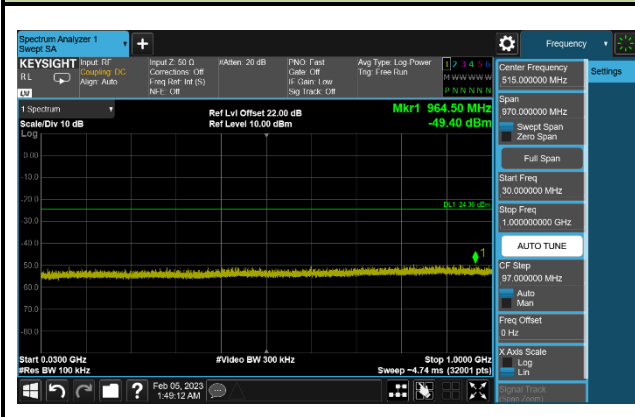 Spectrum Analyzer 1
Swept SA
Frequency
KEYSIGHT
RL
Input: RF
Coupling: DC
Align: Auto
Input Z: 50 Ω
Corrections: Off
Freq Ref: Int (S)
NFE: Off
#Atten: 20 dB
PNO: Fast
Gate: Off
IF Gain: Low
Sig Track: Off
Avg Type: Log-Power
Trig: Free Run
1 2 3 4 5 6
M W W W W W
P N N N N N
LW
1 Spectrum
Scale/Div 10 dB
Log
Ref Lvl Offset 22.00 dB
Ref Level 10.00 dBm
Mkr1 964.50 MHz
-49.40 dBm
0.00
-10.0
-20.0
-30.0
-40.0
-50.0
-60.0
-70.0
-80.0
DL1 -24.36 dBm
1
Start 0.0300 GHz
#Res BW 100 kHz
#Video BW 300 kHz
Stop 1.0000 GHz
Sweep ~4.74 ms (32001 pts)
Feb 05, 2023
1:49:12 AM
Center Frequency
515.000000 MHz
Settings
Span
970.000000 MHz
Swept Span
Zero Span
Full Span
Start Freq
30.000000 MHz
Stop Freq
1.000000000 GHz
AUTO TUNE
CF Step
97.000000 MHz
Auto
Man
Freq Offset
0 Hz
X Axis Scale
Log
Lin
Signal Track
(Span Zoom)